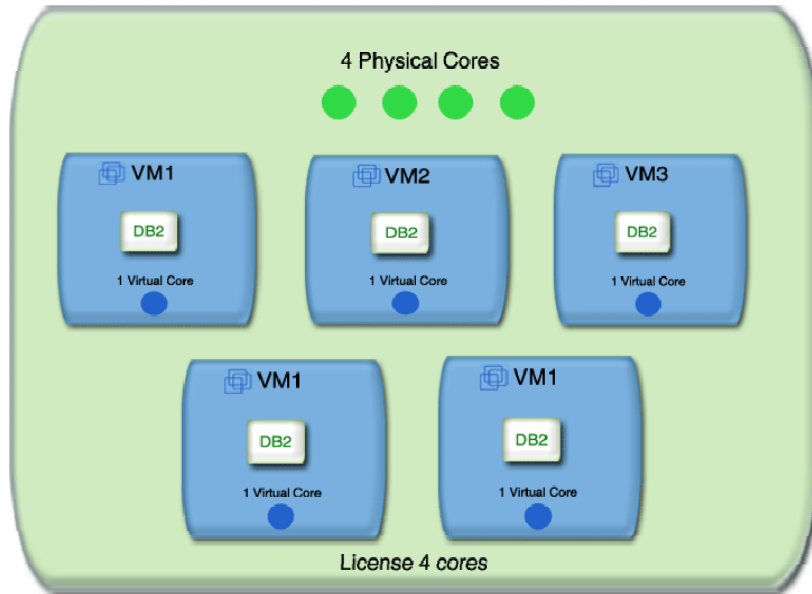 4 Physical Cores
VM1
VM2
VM3
DB2
DB2
DB2
1 Virtual Core
1 Virtual Core
1 Virtual Core
VM1
VM1
DB2
DB2
1 Virtual Core
1 Virtual Core
License 4 cores